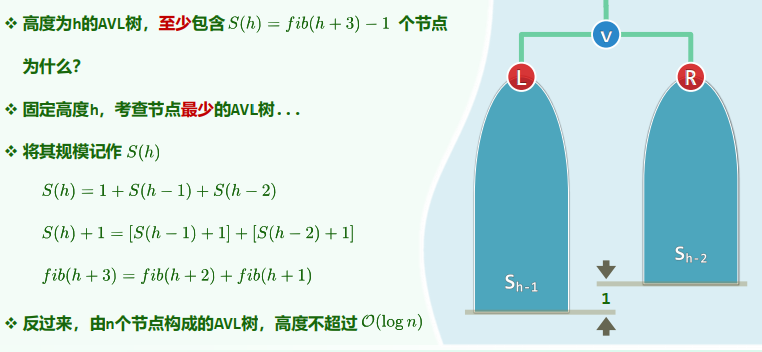 ❖ 高度为h的AVL树，至少包含 S(h) = fib(h + 3) − 1 个节点
为什么？
❖ 固定高度h，考查节点最少的AVL树...
❖ 将其规模记作 S(h)
S(h) = 1 + S(h − 1) + S(h − 2)
S(h) + 1 = [S(h − 1) + 1] + [S(h − 2) + 1]
fib(h + 3) = fib(h + 2) + fib(h + 1)
❖ 反过来，由n个节点构成的AVL树，高度不超过 𝒪(log n)
v
L
R
Sₕ₋₁
Sₕ₋₂
1